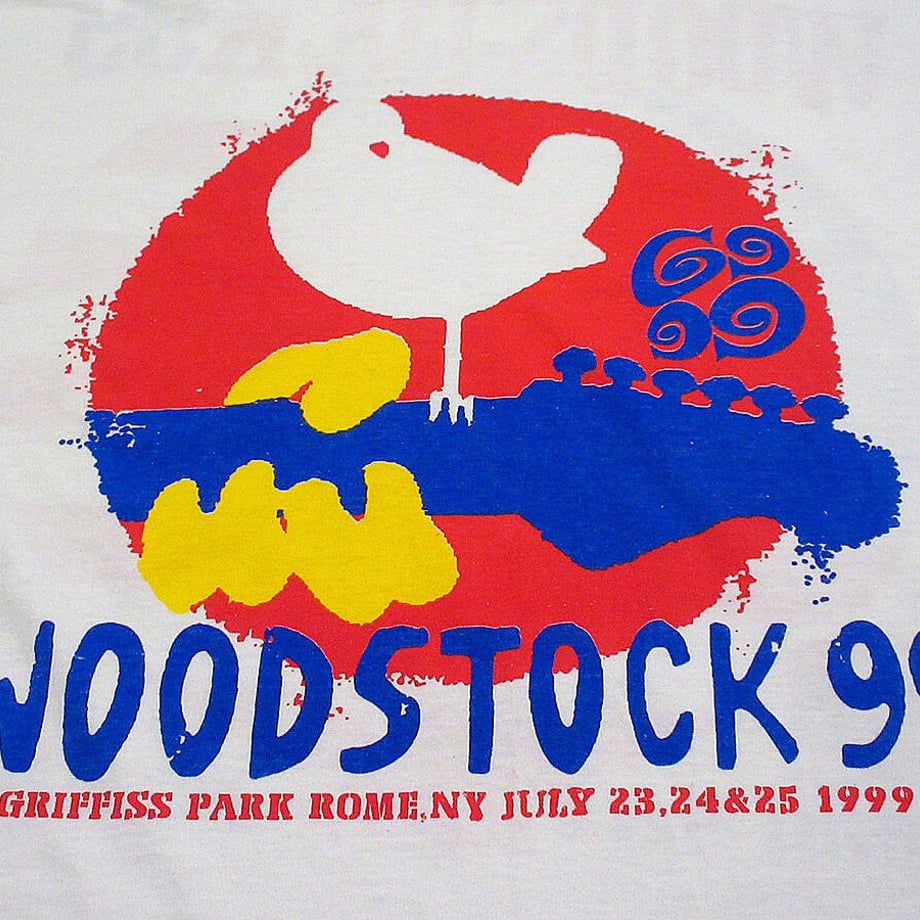 69
99
WOODSTOCK 99
GRIFFISS PARK ROME,NY JULY 23,24&25 1999